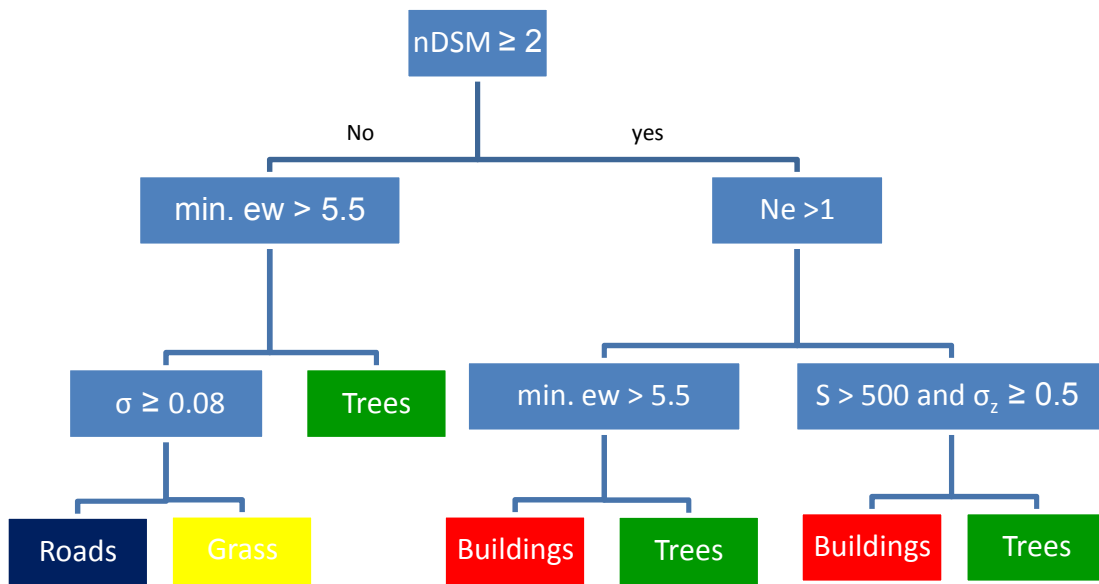 nDSM ≥ 2
No
yes
min. ew > 5.5
Ne >1
σ ≥ 0.08
Trees
min. ew > 5.5
S > 500 and σz ≥ 0.5
Roads
Grass
Buildings
Trees
Buildings
Trees